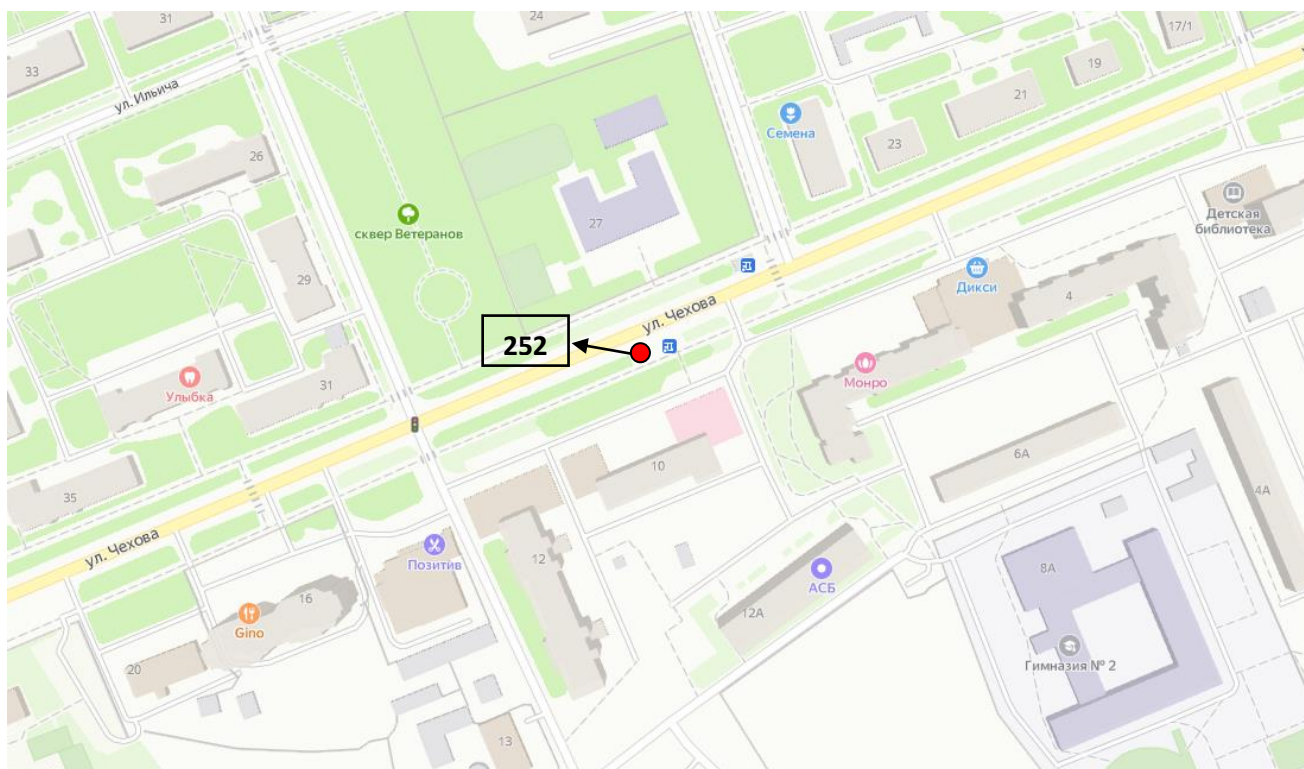 31
24
17/1
33
19
ул. Ильича
21
Семена
23
26
Детская
библиотека
27
сквер Ветеранов
29
Дикси
4
ул. Чехова
252
Монро
31
Улыбка
10
6А
35
4А
ул. Чехова
Позитив
12
8А
АСБ
16
12А
Gino
Гимназия № 2
20
13